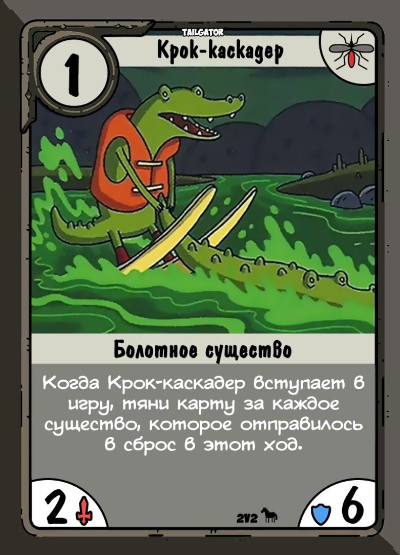 TAILGATOR
Крок-каскадер
1
Болотное существо
Когда Крок-каскадер вступает в
игру, тяни карту за каждое
существо, которое отправилось
в сброс в этот ход.
2
2V2
6